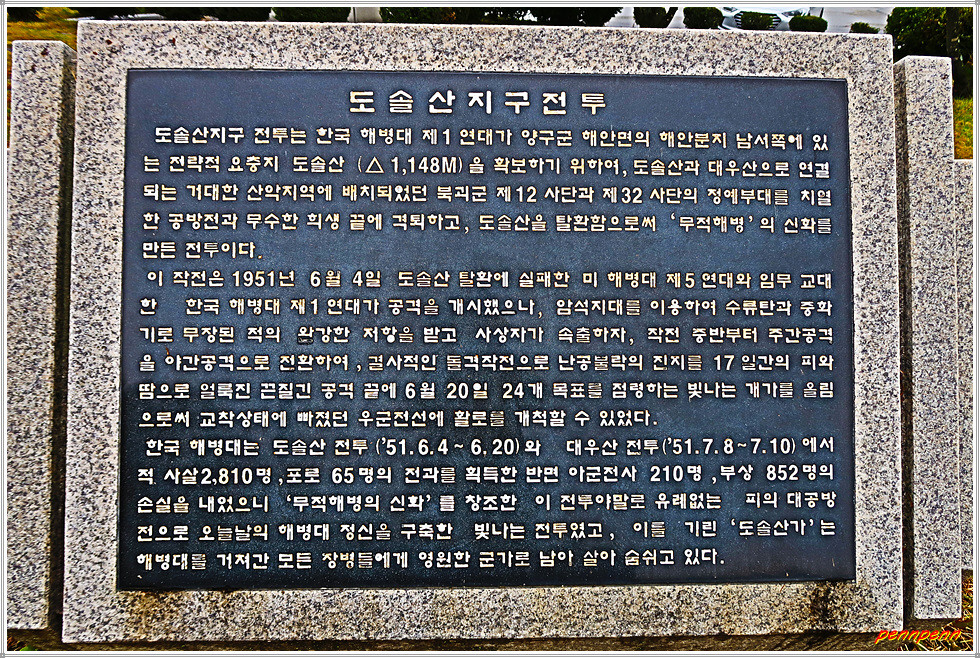 도솔산지구전투
도솔산지구 전투는 한국 해병대 제1연대가 양구군 해안면의 해안분지 남서쪽에 있
는 전략적 요충지 도솔산 (△1,148M)을 확보하기 위하여, 도솔산과 대우산으로 연결
되는 거대한 산악지역에 배치되었던 북괴군 제12사단과 제32사단의 정예부대를 치열
한 공방전과 무수한 희생 끝에 격퇴하고, 도솔산을 탈환함으로써 '무적해병'의 신화를
만든 전투이다.
이 작전은 1951년 6월 4일 도솔산 탈환에 실패한 미 해병대 제5연대와 임무 교대
한 한국 해병대 제1연대가 공격을 개시했으나, 암석지대를 이용하여 수류탄과 중화
기로 무장된 적의 완강한 저항을 받고 사상자가 속출하자, 작전 중반부터 주간공격
을 야간공격으로 전환하여, 결사적인 돌격작전으로 난공불락의 진지를 17일간의 피와
땀으로 얼룩진 끈질긴 공격 끝에 6월 20일 24개 목표를 점령하는 빛나는 개가를 올림
으로써 교착상태에 빠졌던 우군전선에 활로를 개척할 수 있었다.
한국 해병대는 도솔산 전투('51.6.4~6.20)와 대우산 전투('51.7.8~7.10)에서
적 사살2,810명, 포로 65명의 전과를 획득한 반면 아군전사 210명, 부상 852명의
손실을 내었으니 '무적해병의 신화'를 창조한 이 전투야말로 유례없는 피의 대공방
전으로 오늘날의 해병대 정신을 구축한 빛나는 전투였고, 이를 기린 '도솔산가'는
해병대를 거쳐간 모든 장병들에게 영원한 군가로 남아 살아 숨쉬고 있다.
pennpenn